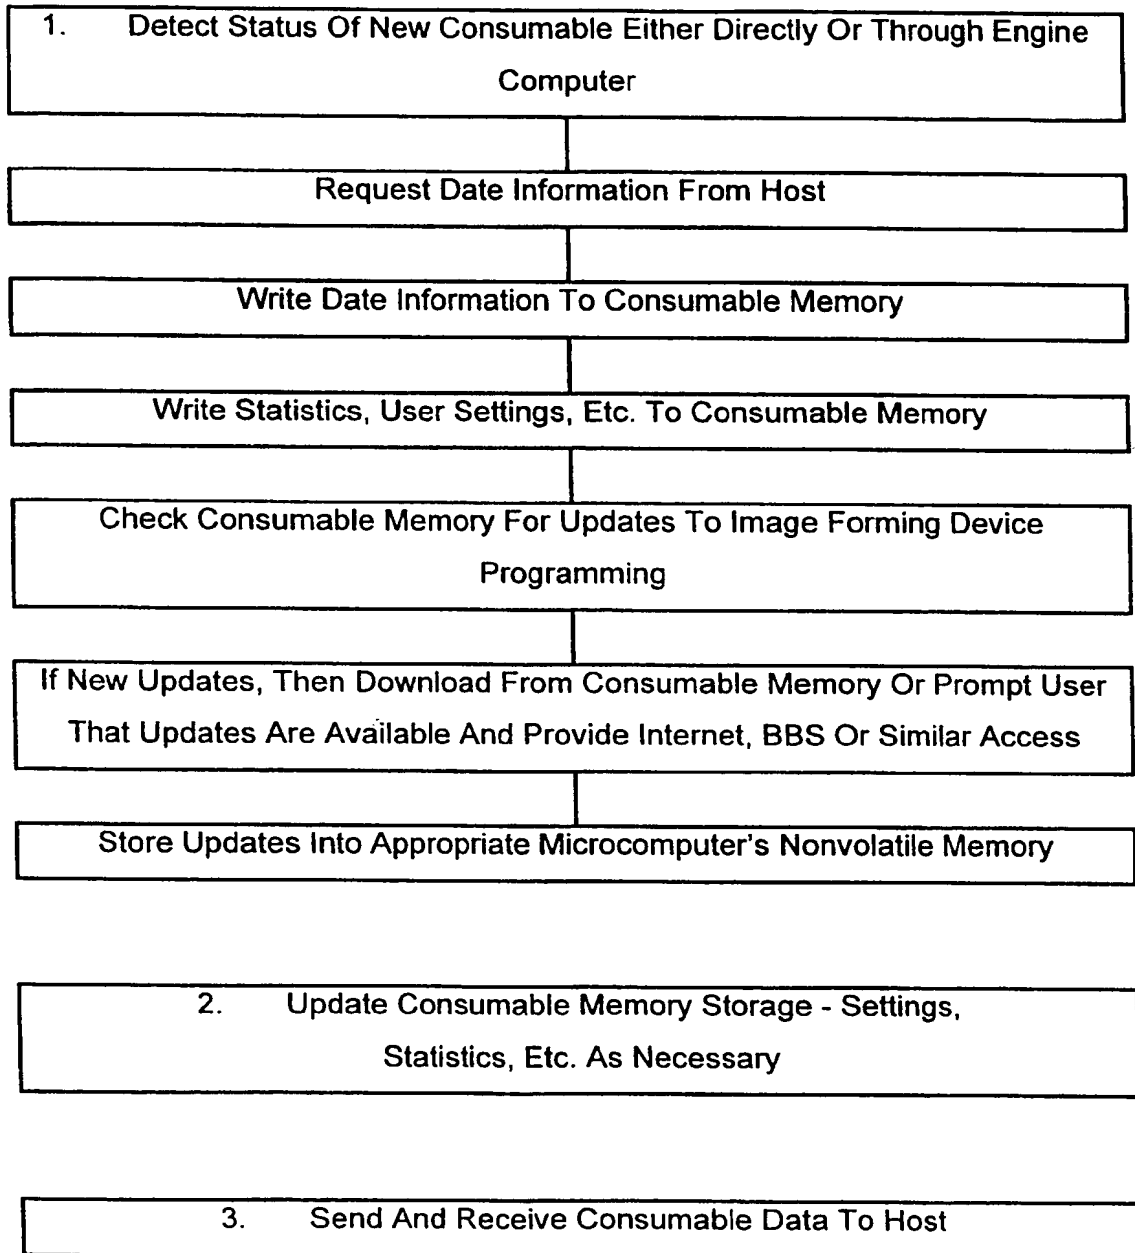 1. Detect Status Of New Consumable Either Directly Or Through Engine
Computer
Request Date Information From Host
Write Date Information To Consumable Memory
Write Statistics, User Settings, Etc. To Consumable Memory
Check Consumable Memory For Updates To Image Forming Device
Programming
If New Updates, Then Download From Consumable Memory Or Prompt User
That Updates Are Available And Provide Internet, BBS Or Similar Access
Store Updates Into Appropriate Microcomputer's Nonvolatile Memory
2. Update Consumable Memory Storage - Settings,
Statistics, Etc. As Necessary
3. Send And Receive Consumable Data To Host